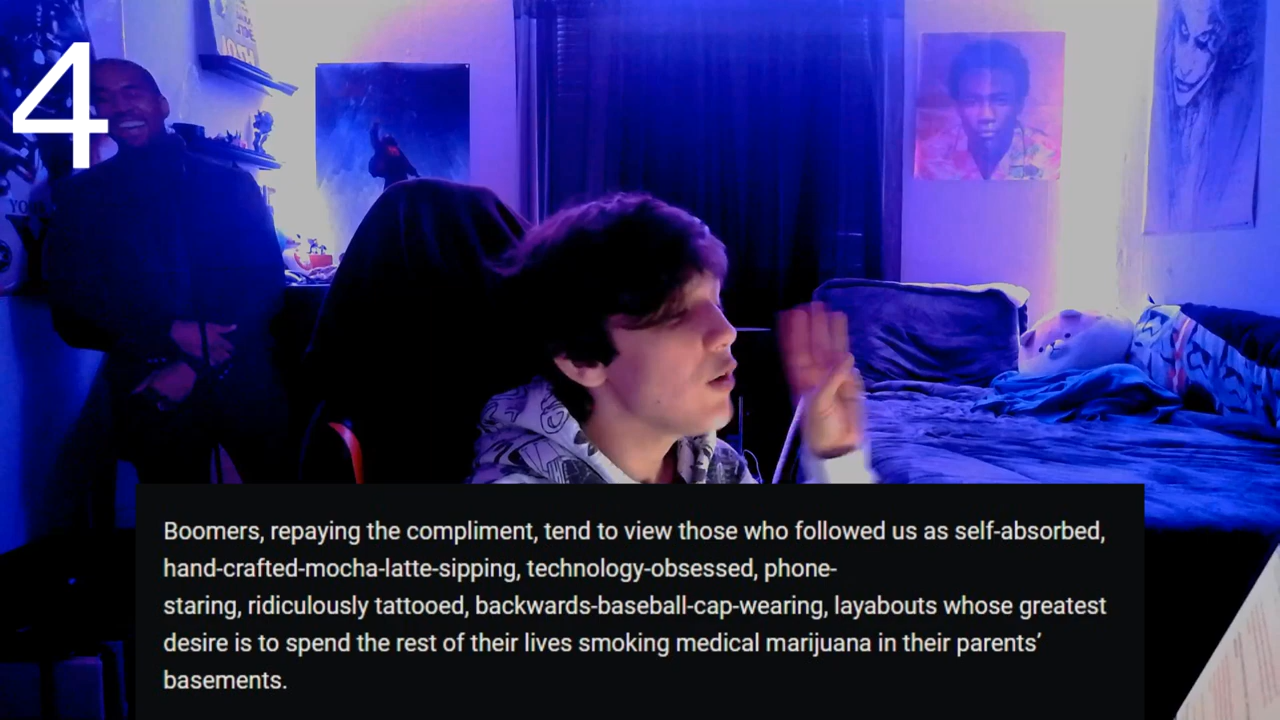 4
Boomers, repaying the compliment, tend to view those who followed us as self-absorbed,
hand-crafted-mocha-latte-sipping, technology-obsessed, phone-
staring, ridiculously tattooed, backwards-baseball-cap-wearing, layabouts whose greatest
desire is to spend the rest of their lives smoking medical marijuana in their parents’
basements.